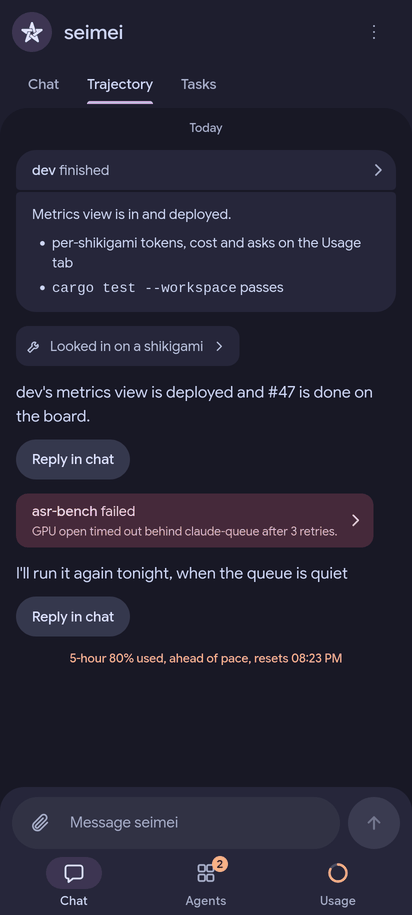 seimei
Chat
Trajectory
Tasks
Today
dev finished
Metrics view is in and deployed.
• per-shikigami tokens, cost and asks on the Usage
tab
• cargo test --workspace passes
Looked in on a shikigami
dev's metrics view is deployed and #47 is done on
the board.
Reply in chat
asr-bench failed
GPU open timed out behind claude-queue after 3 retries.
I'll run it again tonight, when the queue is quiet
Reply in chat
5-hour 80% used, ahead of pace, resets 08:23 PM
Message seimei
2
Chat
Agents
Usage